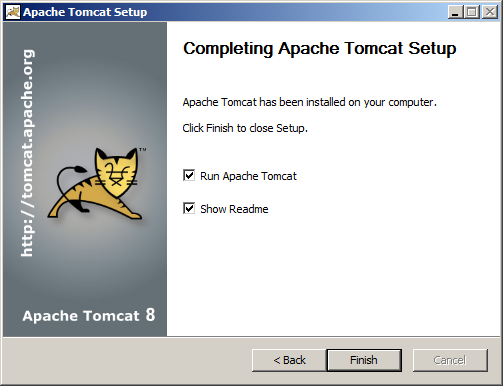 Apache Tomcat Setup
Completing Apache Tomcat Setup
Apache Tomcat has been installed on your computer.
Click Finish to close Setup.
Run Apache Tomcat
Show Readme
http://tomcat.apache.org
TM
Apache Tomcat 8
< Back
Finish
Cancel